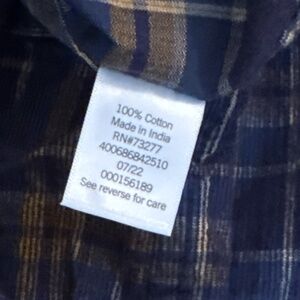 100% Cotton
Made in India
RN#73277
400686842510
07/22
000156189
See reverse for care